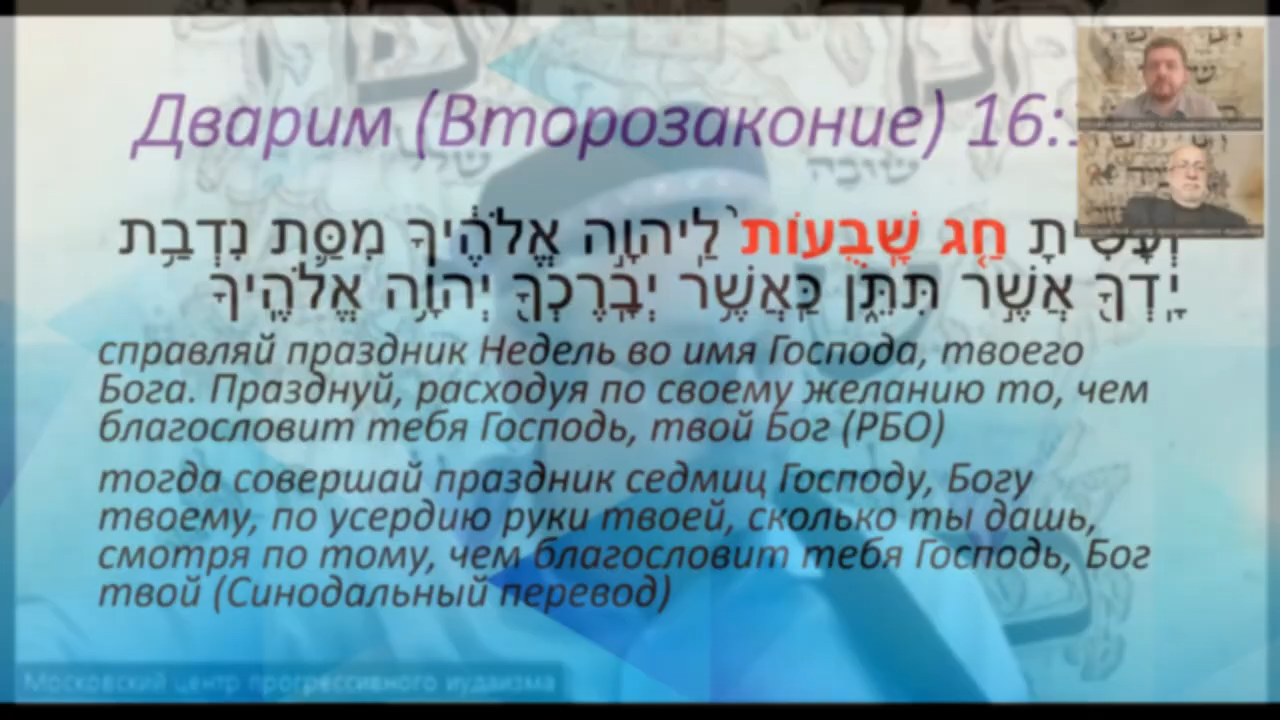 Дварим (Второзаконие) 16:
חַ֤ג שָׁבֻעוֹת֙ לַיהוָ֣ה אֱלֹהֶ֔יךָ מִסַּ֛ת נִדְבַ֥ת
יָדְךָ֖ אֲשֶׁ֣ר תִּתֵּ֑ן כַּאֲשֶׁ֥ר יְבָרֶכְךָ֖ יְהוָ֥ה אֱלֹהֶֽיךָ
справляй праздник Недель во имя Господа, твоего
Бога. Празднуй, расходуя по своему желанию то, чем
благословит тебя Господь, твой Бог (РБО)
тогда совершай праздник седмиц Господу, Богу
твоему, по усердию руки твоей, сколько ты дашь,
смотря по тому, чем благословит тебя Господь, Бог
твой (Синодальный перевод)
Московский центр прогрессивного иудаизма